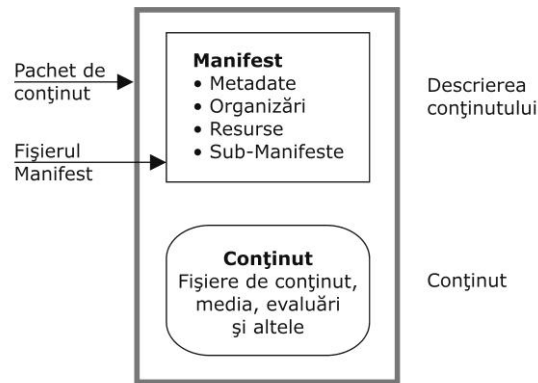 Pachet de
conţinut
Fişierul
Manifest
Manifest
• Metadate
• Organizări
• Resurse
• Sub-Manifeste
Conţinut
Fişiere de conţinut,
media, evaluări
şi altele
Descrierea
conţinutului
Conţinut